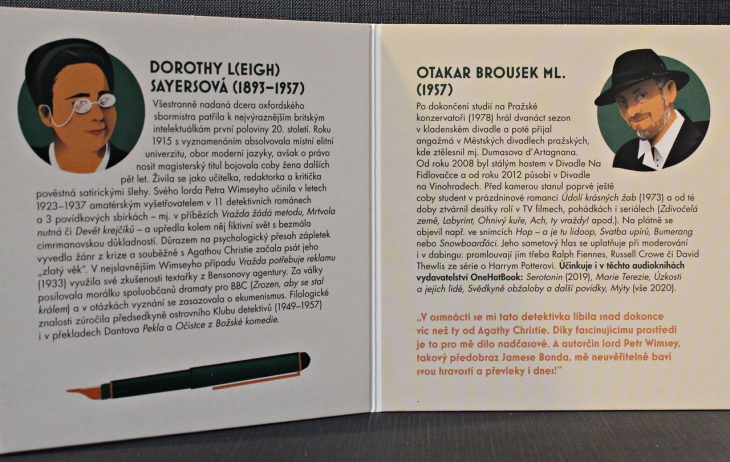 DOROTHY L(EIGH)
SAYERSOVÁ (1893–1957)
Všestranně nadaná dcera oxfordského
sbormistra patřila k nejvýraznějším britským
intelektuálkám první poloviny 20. století. Roku
1915 s vyznamenáním absolvovala místní elitní
univerzitu, obor moderní jazyky, avšak o právo
nosit magisterský titul bojovala coby žena dalších
pět let. Živila se jako učitelka, redaktorka a kritička
pověstná satirickými šlehy. Svého lorda Petra Wimseyho učinila v letech
1923–1937 amatérským vyšetřovatelem v 11 detektivních románech
a 3 povídkových sbírkách – mj. v příbězích Vražda žádá metodu, Mrtvola
nutná či Devět krejčíků – a upředla kolem něj fiktivní svět s bezmála
cimrmanovskou důkladností. Důrazem na psychologický přesah zápletek
vyvedla žánr z krize a souběžně s Agathou Christie začala psát jeho
„zlatý věk“. V nejslavnějším Wimseyho případu Vražda potřebuje reklamu
(1933) využila své zkušenosti textařky z Bensonovy agentury. Za války
posilovala morálku spoluobčanů dramaty pro BBC (Zrozen, aby se stal
králem) a v otázkách vyznání se zasazovala o ekumenismus. Filologické
znalosti zúročila předsedkyně ostrovního Klubu detektivů (1949–1957)
i v překladech Dantova Pekla a Očistce z Božské komedie.
OTAKAR BROUSEK ML.
(1957)
Po dokončení studií na Pražské
konzervatoři (1978) hrál dvanáct sezon
v kladenském divadle a poté přijal
angažmá v Městských divadlech pražských,
kde ztělesnil mj. Dumasova d'Artagnana.
Od roku 2008 byl stálým hostem v Divadle Na
Fidlovačce a od roku 2012 působí v Divadle
na Vinohradech. Před kamerou stanul poprvé ještě
coby student v prázdninové romanci Údolí krásných žab (1973) a od té
doby ztvárnil desítky rolí v TV filmech, pohádkách i seriálech (Zdivočelá
země, Labyrint, Ohnivý kuře, Ach, ty vraždy! apod.). Na plátně se
objevil např. ve snímcích Hop – a je tu lidoop, Svatba upírů, Bumerang
nebo Snowboarďáci. Jeho sametový hlas se uplatňuje při moderování
i v dabingu: promlouvají jím třeba Ralph Fiennes, Russell Crowe či David
Thewlis ze série o Harrym Potterovi. Účinkuje i v těchto audioknihách
vydavatelství OneHotBook: Serotonin (2019), Marie Terezie, Úzkosti
a jejich lidé, Svědkyně obžaloby a další povídky, Mýty (vše 2020).
„V osmnácti se mi tato detektivka líbila snad dokonce
víc než ty od Agathy Christie. Díky fascinujícímu prostředí
je to pro mě dílo nadčasové. A autorčin lord Petr Wimsey,
takový předobraz Jamese Bonda, mě neuvěřitelně baví
svou hravostí a převleky i dnes!“